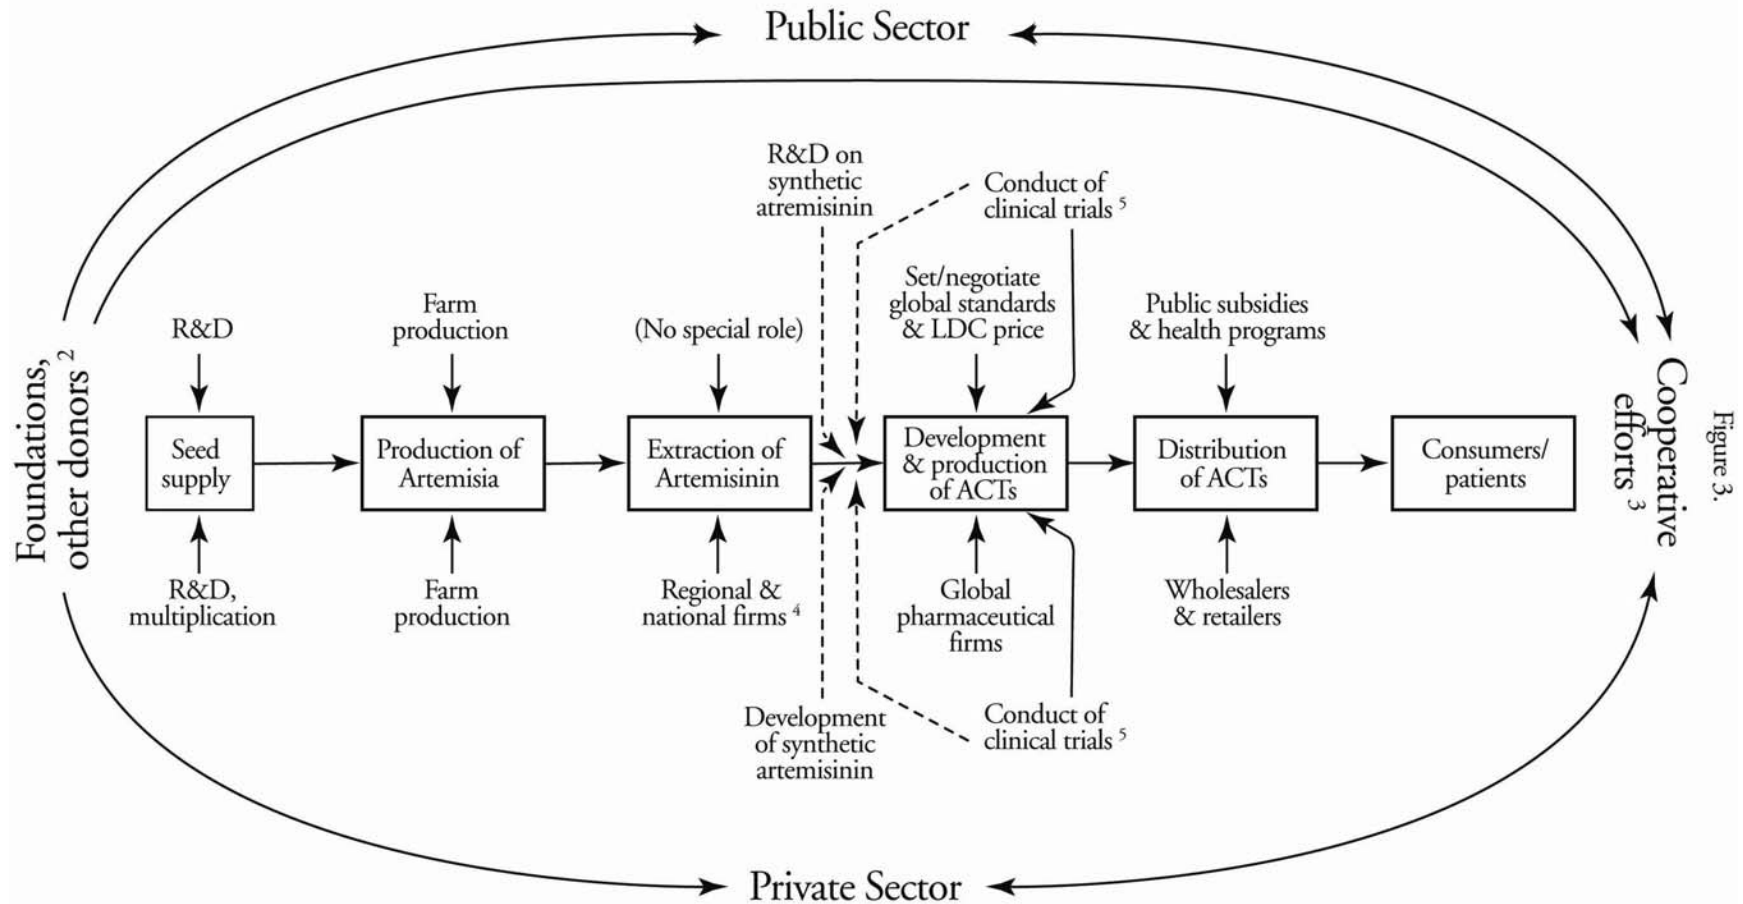 Public Sector
R&D on
synthetic
atremisinin
Conduct of
clinical trials 5
R&D
Farm
production
(No special role)
Set/negotiate
global standards
& LDC price
Public subsidies
& health programs
Foundations,
other donors 2
Seed
supply
Production of
Artemisia
Extraction of
Artemisinin
Development
& production
of ACTs
Distribution
of ACTs
Consumers/
patients
Cooperative
efforts 3
Figure 3.
R&D,
multiplication
Farm
production
Regional &
national firms 4
Global
pharmaceutical
firms
Wholesalers
& retailers
Development
of synthetic
artemisinin
Conduct of
clinical trials 5
Private Sector